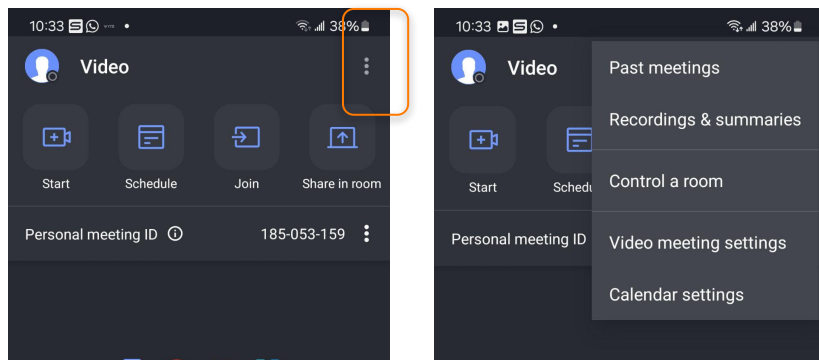 10:33 38%
Video
Start Schedule Join Share in room
Personal meeting ID 185-053-159
10:33 38%
Video
Past meetings
Recordings & summaries
Start Schedu
Control a room
Personal meeting ID
Video meeting settings
Calendar settings